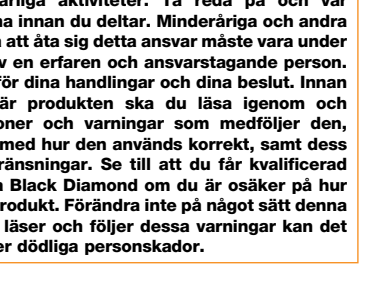 årliga aktiviteter. Ta reda på och var
na innan du deltar. Minderåriga och andra
att åta sig detta ansvar måste vara under
v en erfaren och ansvarstagande person.
för dina handlingar och dina beslut. Innan
är produkten ska du läsa igenom och
oner och varningar som medföljer den,
med hur den används korrekt, samt dess
ränsningar. Se till att du får kvalificerad
Black Diamond om du är osäker på hur
rodukt. Förändra inte på något sätt denna
läser och följer dessa varningar kan det
er dödliga personskador.